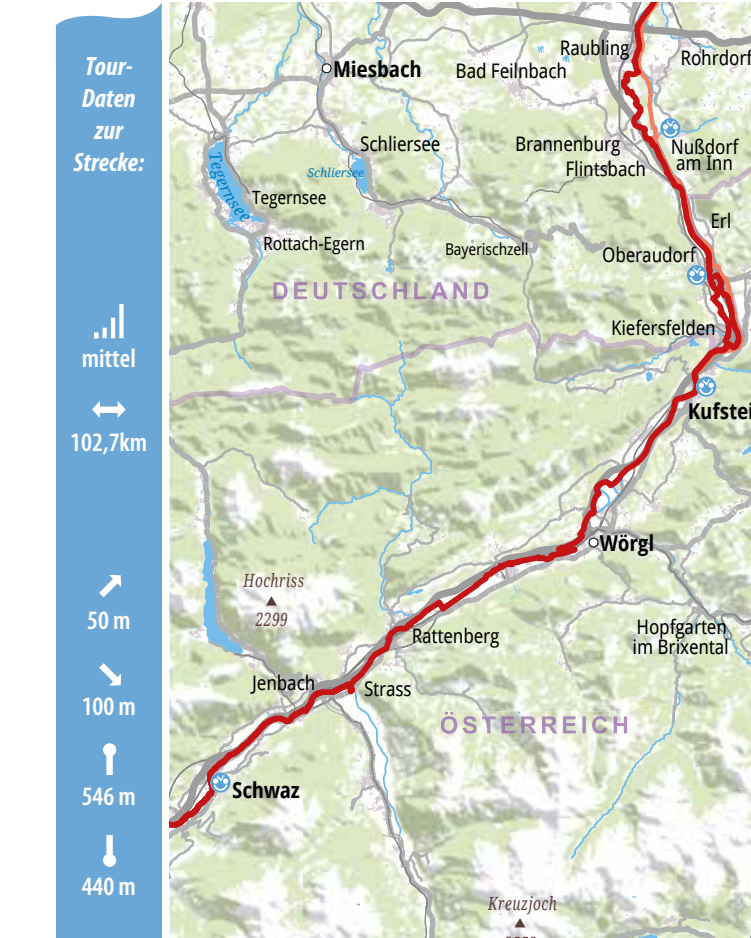 Tour-
Daten
zur
Strecke:
mittel
102,7km
50 m
100 m
546 m
440 m
Raubling
Rohrdorf
Miesbach
Bad Feilnbach
Schliersee
Brannenburg
Nußdorf
am Inn
Flintsbach
Schliersee
Tegernsee
Tegernsee
Erl
Rottach-Egern
Bayerischzell
Oberaudorf
DEUTSCHLAND
Kiefersfelden
Kufstei
Wörgl
Hochriss
2299
Rattenberg
Hopfgarten
im Brixental
Jenbach
Strass
ÖSTERREICH
Schwaz
Kreuzjoch